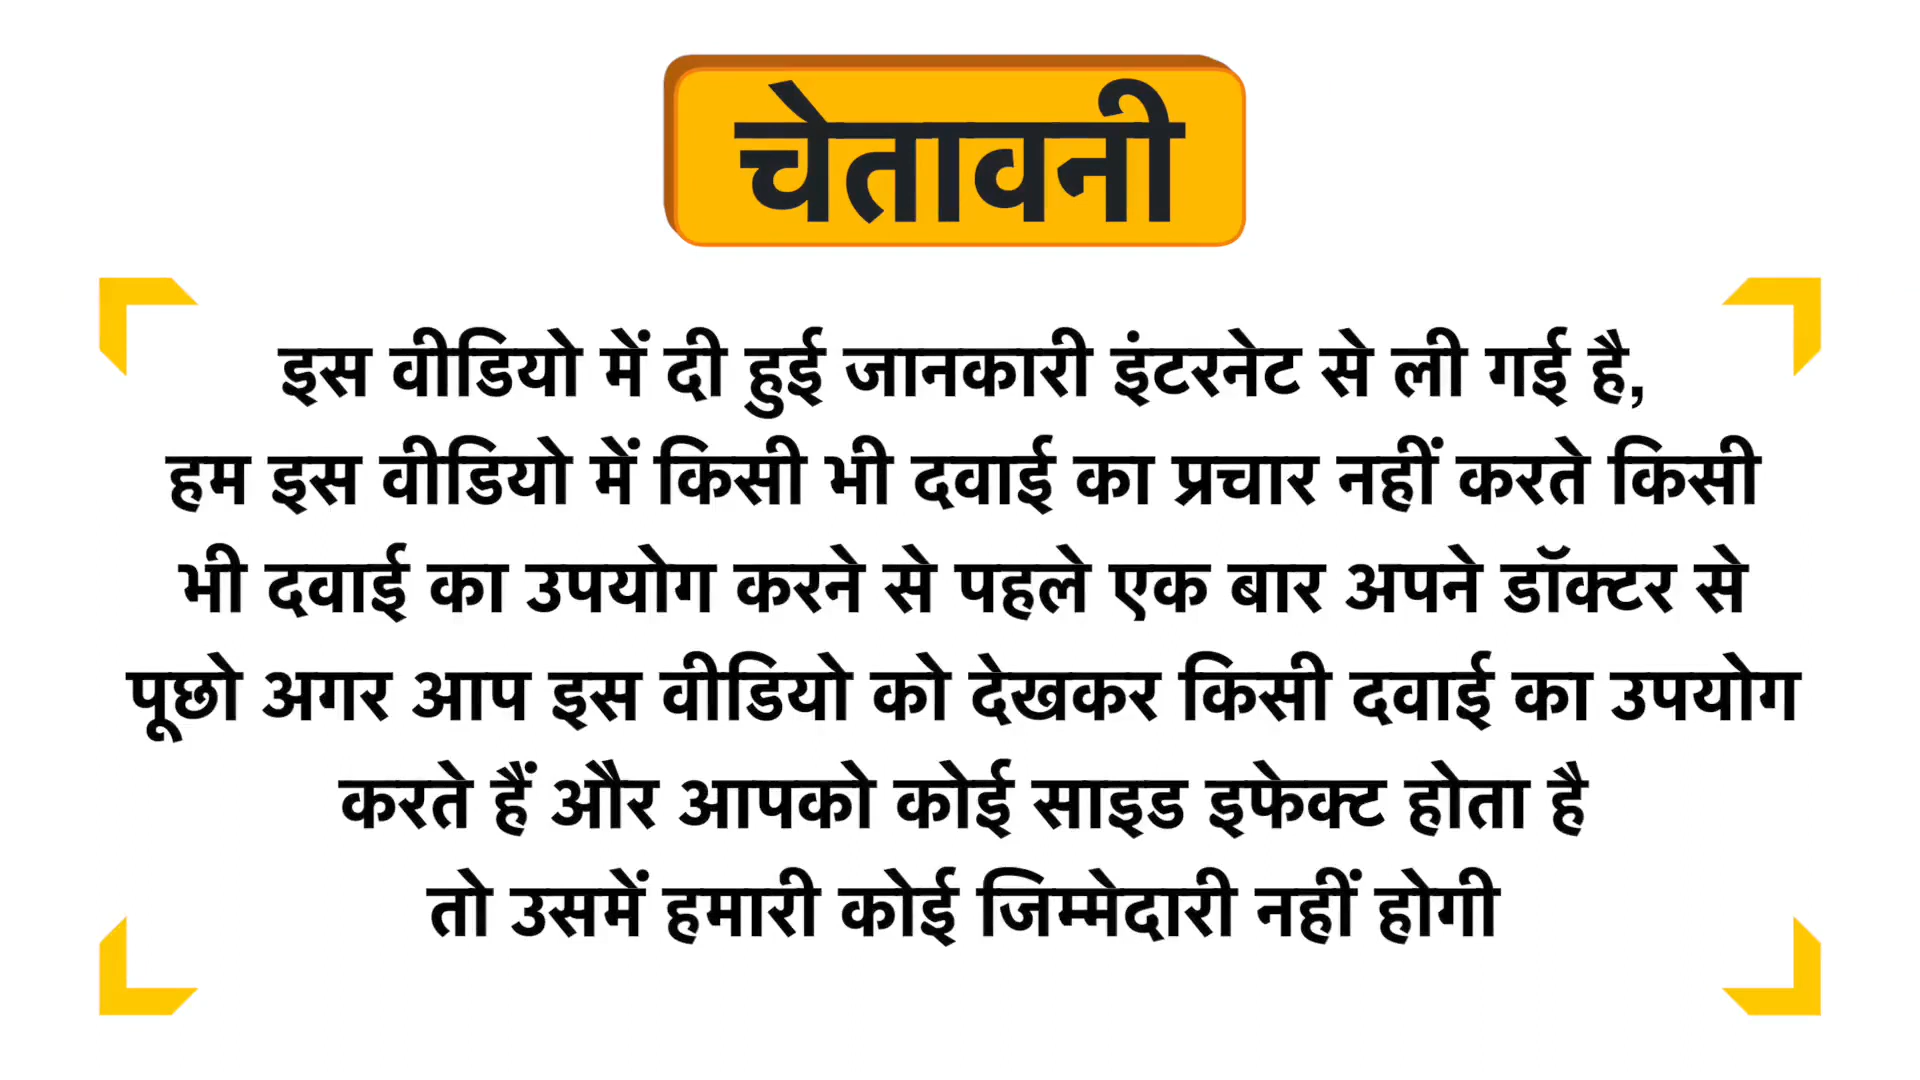 चेतावनी
इस वीडियो में दी हुई जानकारी इंटरनेट से ली गई है,
हम इस वीडियो में किसी भी दवाई का प्रचार नहीं करते किसी
भी दवाई का उपयोग करने से पहले एक बार अपने डॉक्टर से
पूछो अगर आप इस वीडियो को देखकर किसी दवाई का उपयोग
करते हैं और आपको कोई साइड इफेक्ट होता है
तो उसमें हमारी कोई जिम्मेदारी नहीं होगी